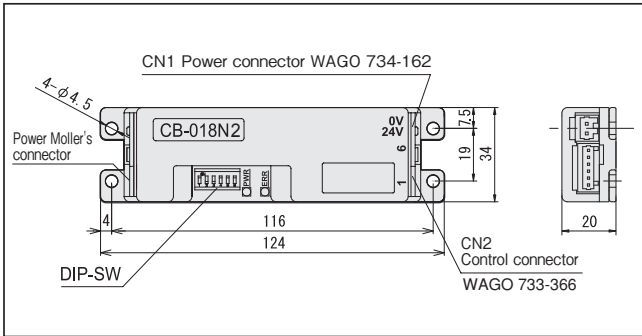 CN1 Power connector WAGO 734-162
4-φ4.5
Power Moller's
connector
CB-018N2
0V
24V
6
1
PWR
ERR
7.5
19
34
4
116
124
20
DIP-SW
CN2
Control connector
WAGO 733-366